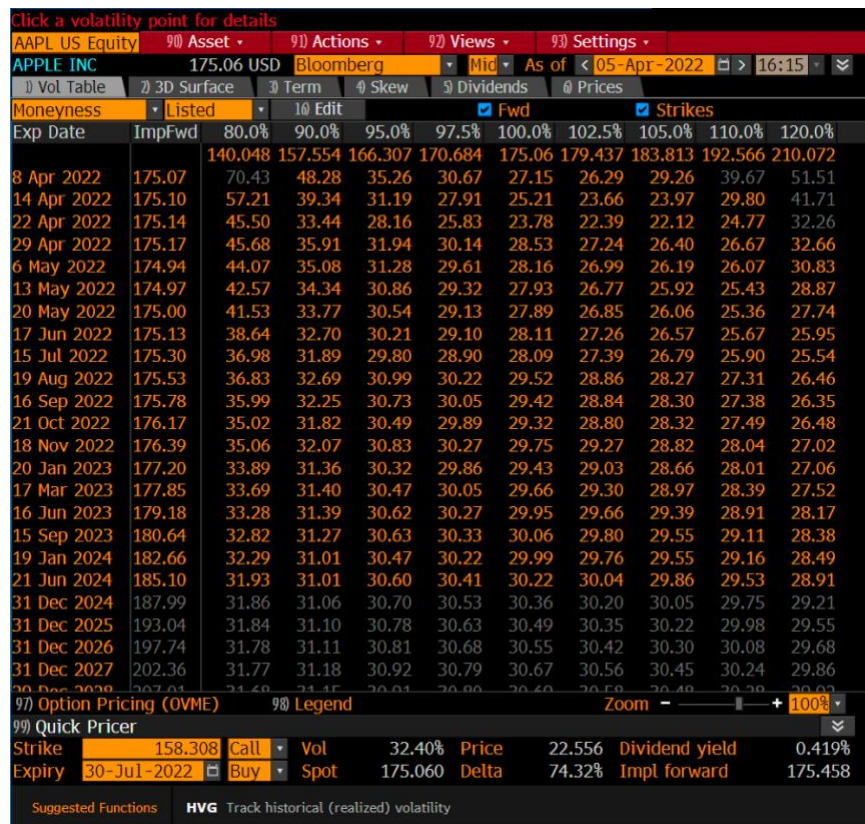 Click a volatility point for details
AAPL US Equity 90) Asset 91) Actions 92) Views 93) Settings
APPLE INC 175.06 USD Bloomberg Mid As of < 05-Apr-2022 > 16:15
1) Vol Table 2) 3D Surface 3) Term 4) Skew 5) Dividends 6) Prices
Moneyness Listed 10) Edit Fwd Strikes
Exp Date ImpFwd 80.0% 90.0% 95.0% 97.5% 100.0% 102.5% 105.0% 110.0% 120.0%
140.048 157.554 166.307 170.684 175.06 179.437 183.813 192.566 210.072
8 Apr 2022 175.07 70.43 48.28 35.26 30.67 27.15 26.29 29.26 39.67 51.51
14 Apr 2022 175.10 57.21 39.34 31.19 27.91 25.21 23.66 23.97 29.80 41.71
22 Apr 2022 175.14 45.50 33.44 28.16 25.83 23.78 22.39 22.12 24.77 32.26
29 Apr 2022 175.17 45.68 35.91 31.94 30.14 28.53 27.24 26.40 26.67 32.66
6 May 2022 174.94 44.07 35.08 31.28 29.61 28.16 26.99 26.19 26.07 30.83
13 May 2022 174.97 42.57 34.34 30.86 29.32 27.93 26.77 25.92 25.43 28.87
20 May 2022 175.00 41.53 33.77 30.54 29.13 27.89 26.85 26.06 25.36 27.74
17 Jun 2022 175.13 38.64 32.70 30.21 29.10 28.11 27.26 26.57 25.67 25.95
15 Jul 2022 175.30 36.98 31.89 29.80 28.90 28.09 27.39 26.79 25.90 25.54
19 Aug 2022 175.53 36.83 32.69 30.99 30.22 29.52 28.86 28.27 27.31 26.46
16 Sep 2022 175.78 35.99 32.25 30.73 30.05 29.42 28.84 28.30 27.38 26.35
21 Oct 2022 176.17 35.02 31.82 30.49 29.89 29.32 28.80 28.32 27.49 26.48
18 Nov 2022 176.39 35.06 32.07 30.83 30.27 29.75 29.27 28.82 28.04 27.02
20 Jan 2023 177.20 33.89 31.36 30.32 29.86 29.43 29.03 28.66 28.01 27.06
17 Mar 2023 177.85 33.69 31.40 30.47 30.05 29.66 29.30 28.97 28.39 27.52
16 Jun 2023 179.18 33.28 31.39 30.62 30.27 29.95 29.66 29.39 28.91 28.17
15 Sep 2023 180.64 32.82 31.27 30.63 30.33 30.06 29.80 29.55 29.11 28.38
19 Jan 2024 182.66 32.29 31.01 30.47 30.22 29.99 29.76 29.55 29.16 28.49
21 Jun 2024 185.10 31.93 31.01 30.60 30.41 30.22 30.04 29.86 29.53 28.91
31 Dec 2024 187.99 31.86 31.06 30.70 30.53 30.36 30.20 30.05 29.75 29.21
31 Dec 2025 193.04 31.84 31.10 30.78 30.63 30.49 30.35 30.22 29.98 29.55
31 Dec 2026 197.74 31.78 31.11 30.81 30.68 30.55 30.42 30.30 30.08 29.68
31 Dec 2027 202.36 31.77 31.18 30.92 30.79 30.67 30.56 30.45 30.24 29.86
97) Option Pricing (OVME) 98) Legend Zoom - + 100%
99) Quick Pricer
Strike 158.308 Call Vol 32.40% Price 22.556 Dividend yield 0.419%
Expiry 30-Jul-2022 Buy Spot 175.060 Delta 74.32% Impl forward 175.458
Suggested Functions HVG Track historical (realized) volatility